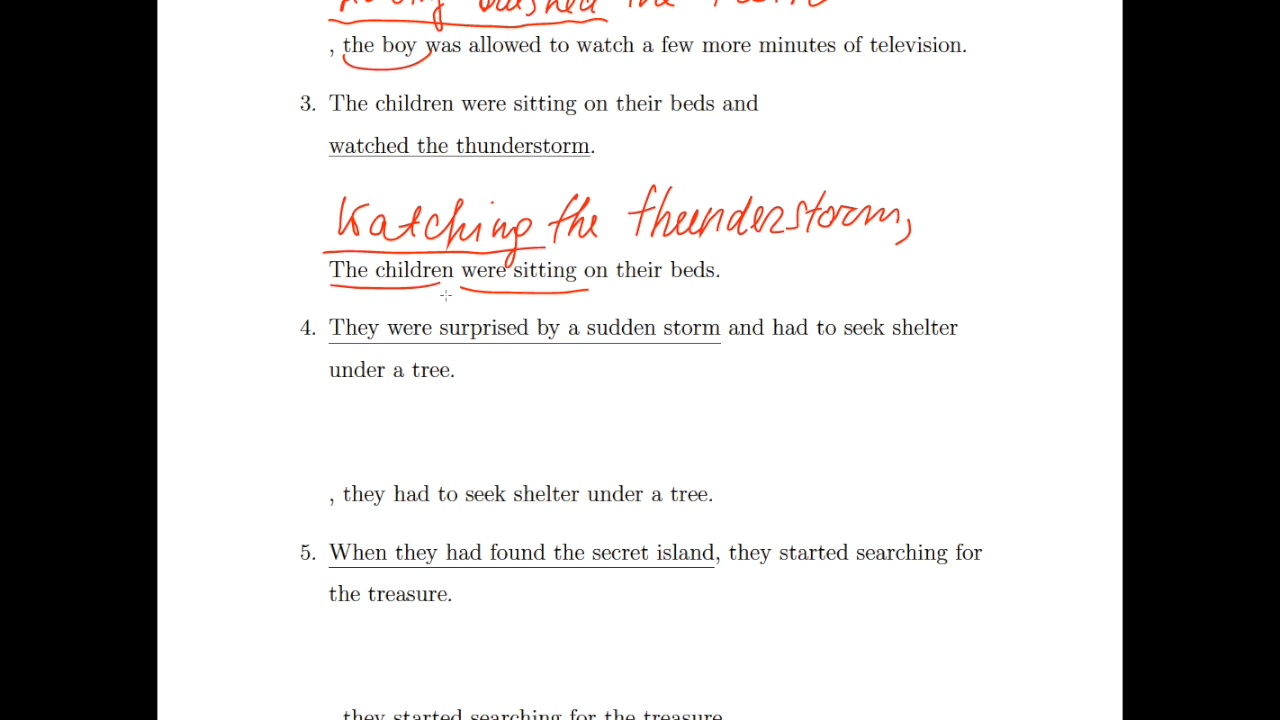 , the boy was allowed to watch a few more minutes of television.
3. The children were sitting on their beds and
watched the thunderstorm.
Watching the thunderstorm,
The children were sitting on their beds.
4. They were surprised by a sudden storm and had to seek shelter
under a tree.
, they had to seek shelter under a tree.
5. When they had found the secret island, they started searching for
the treasure.
they started searching for the treasure